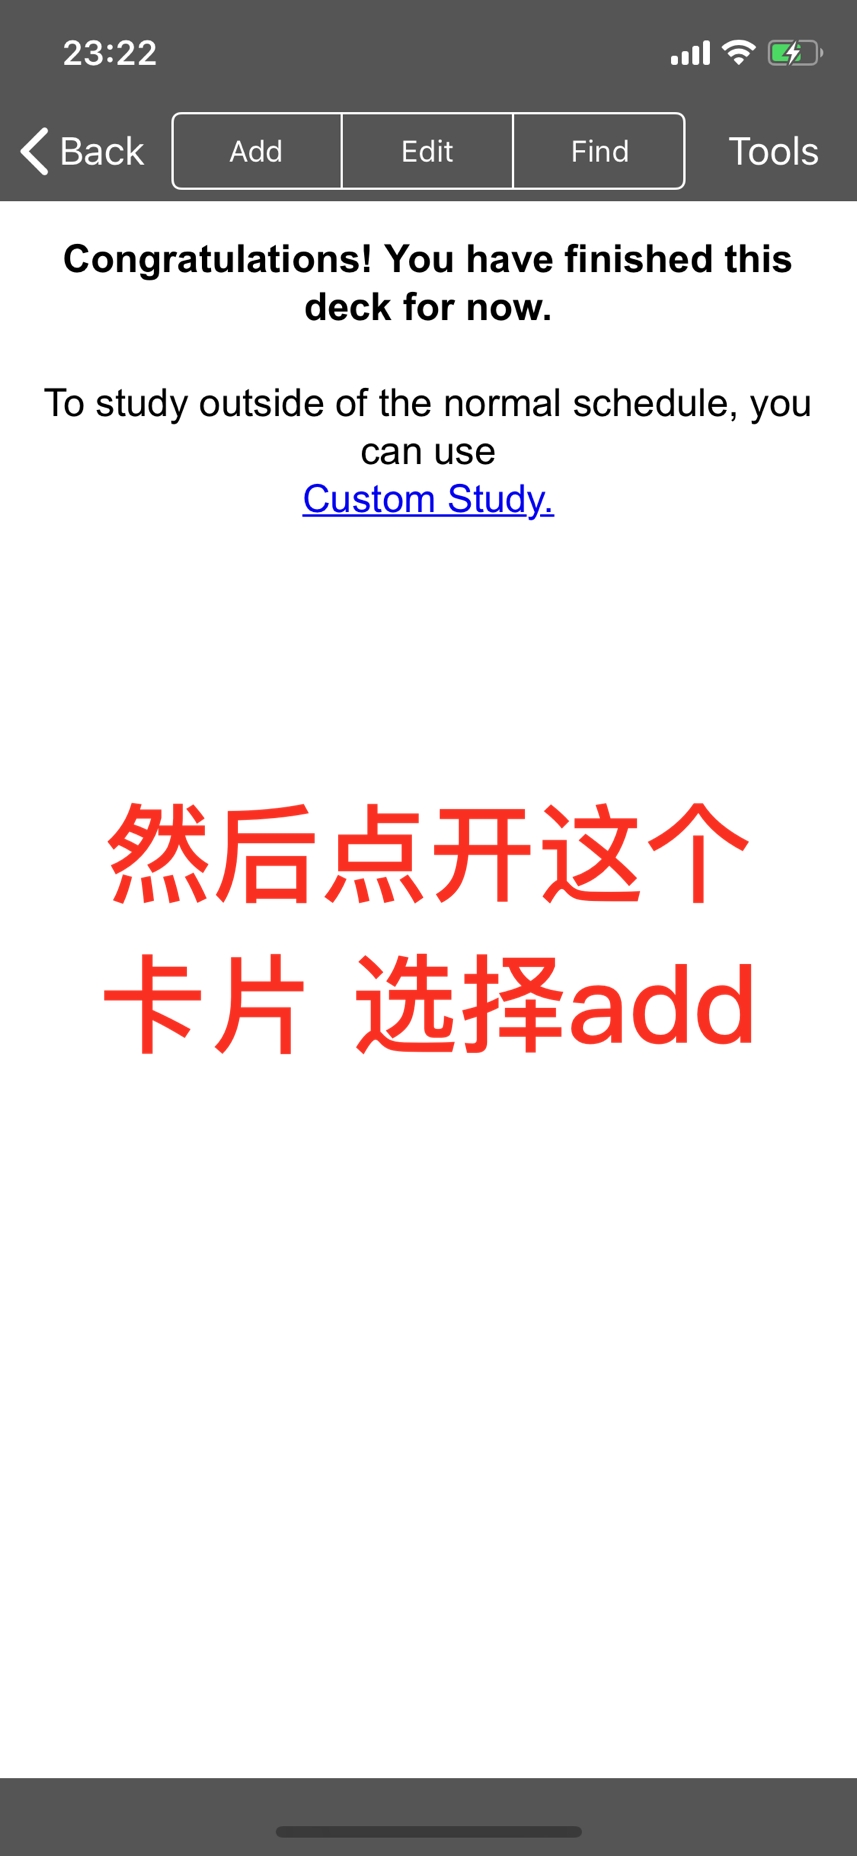 23:22
Back Add Edit Find Tools
Congratulations! You have finished this
deck for now.
To study outside of the normal schedule, you
can use
Custom Study.
然后点开这个
卡片 选择add